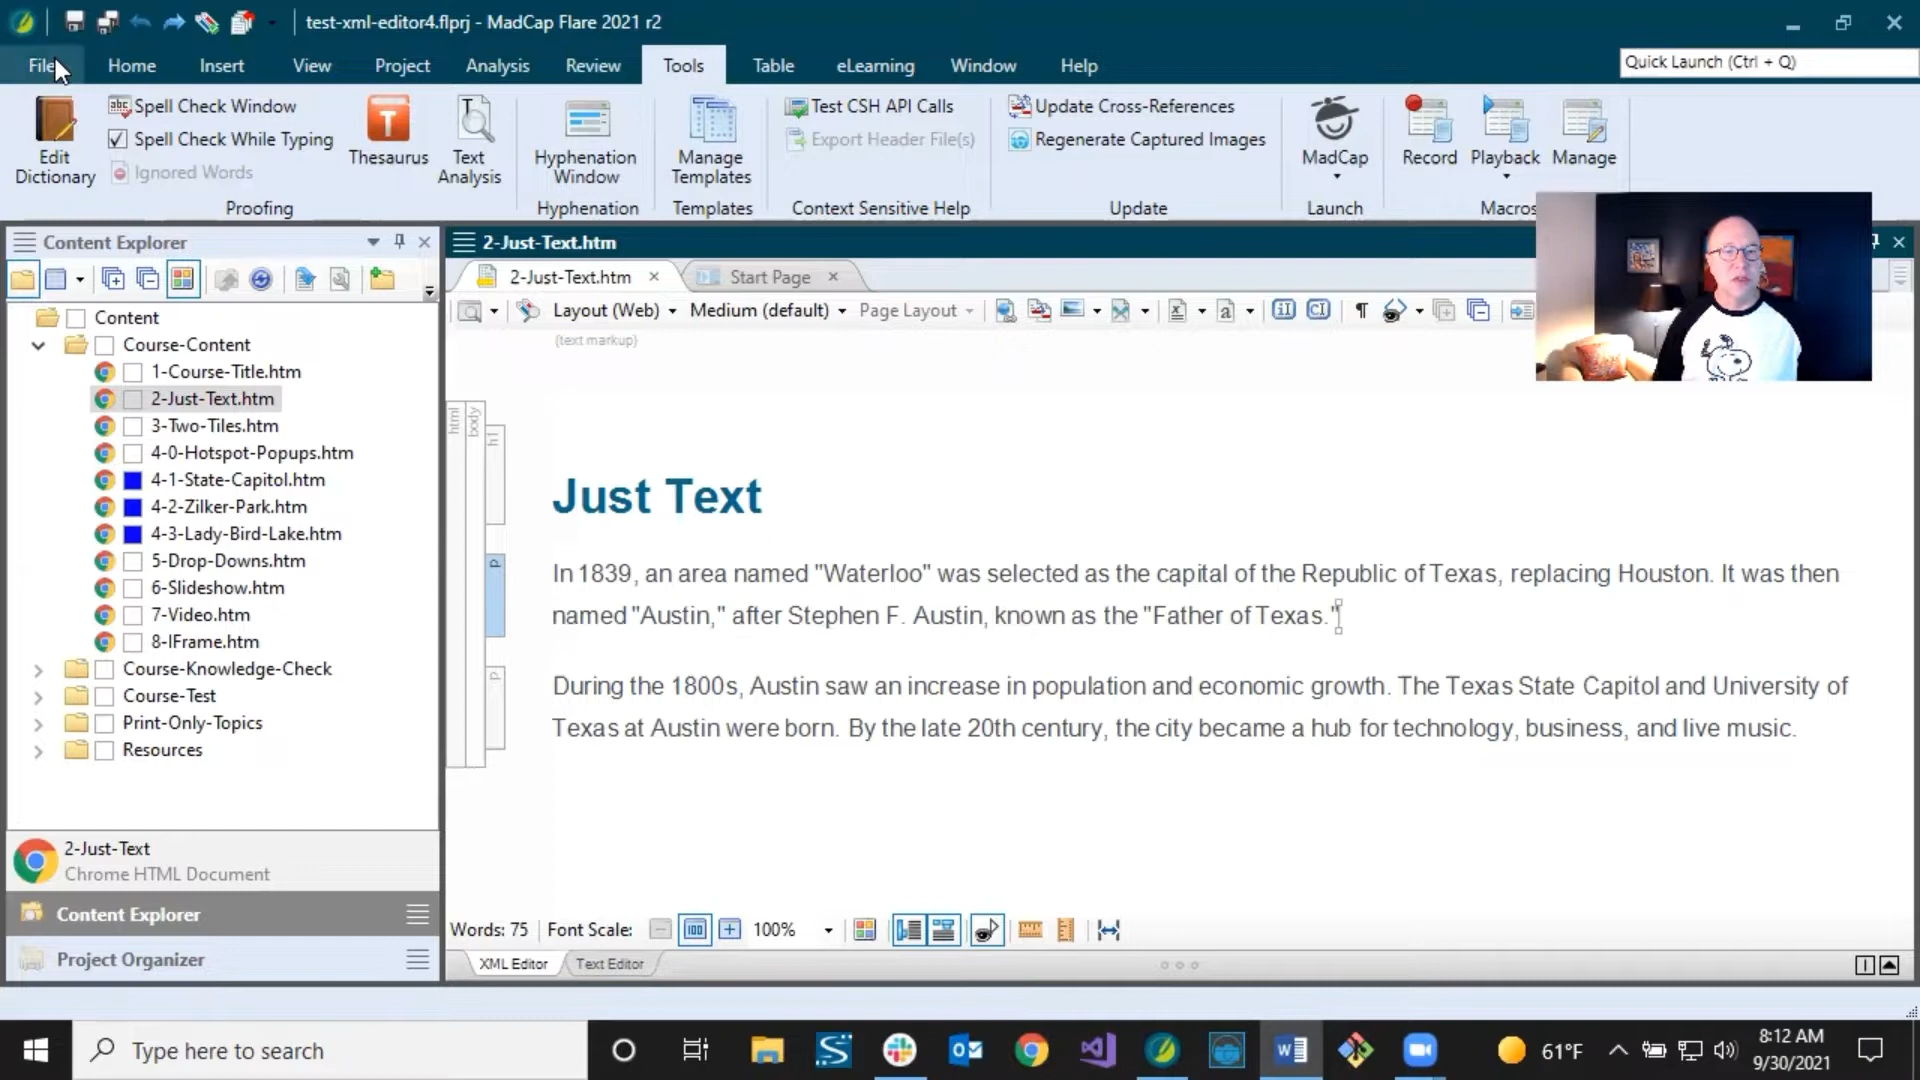 test-xml-editor4.flprj - MadCap Flare 2021 r2
File Home Insert View Project Analysis Review Tools Table eLearning Window Help
Quick Launch (Ctrl + Q)
Edit Dictionary
Spell Check Window
Spell Check While Typing
Ignored Words
Thesaurus
Text Analysis
Proofing
Hyphenation Window
Hyphenation
Manage Templates
Templates
Test CSH API Calls
Export Header File(s)
Context Sensitive Help
Update Cross-References
Regenerate Captured Images
Update
MadCap
Launch
Record
Playback
Manage
Macros
Content Explorer
Content
Course-Content
1-Course-Title.htm
2-Just-Text.htm
3-Two-Tiles.htm
4-0-Hotspot-Popups.htm
4-1-State-Capitol.htm
4-2-Zilker-Park.htm
4-3-Lady-Bird-Lake.htm
5-Drop-Downs.htm
6-Slideshow.htm
7-Video.htm
8-IFrame.htm
Course-Knowledge-Check
Course-Test
Print-Only-Topics
Resources
2-Just-Text
Chrome HTML Document
Content Explorer
Project Organizer
2-Just-Text.htm
2-Just-Text.htm
Start Page
Layout (Web) Medium (default) Page Layout
(text markup)
html
body
h1
p
p
Just Text
In 1839, an area named "Waterloo" was selected as the capital of the Republic of Texas, replacing Houston. It was then
named "Austin," after Stephen F. Austin, known as the "Father of Texas."
During the 1800s, Austin saw an increase in population and economic growth. The Texas State Capitol and University of
Texas at Austin were born. By the late 20th century, the city became a hub for technology, business, and live music.
Words: 75 Font Scale: 100%
XML Editor Text Editor
Type here to search
61°F
8:12 AM
9/30/2021